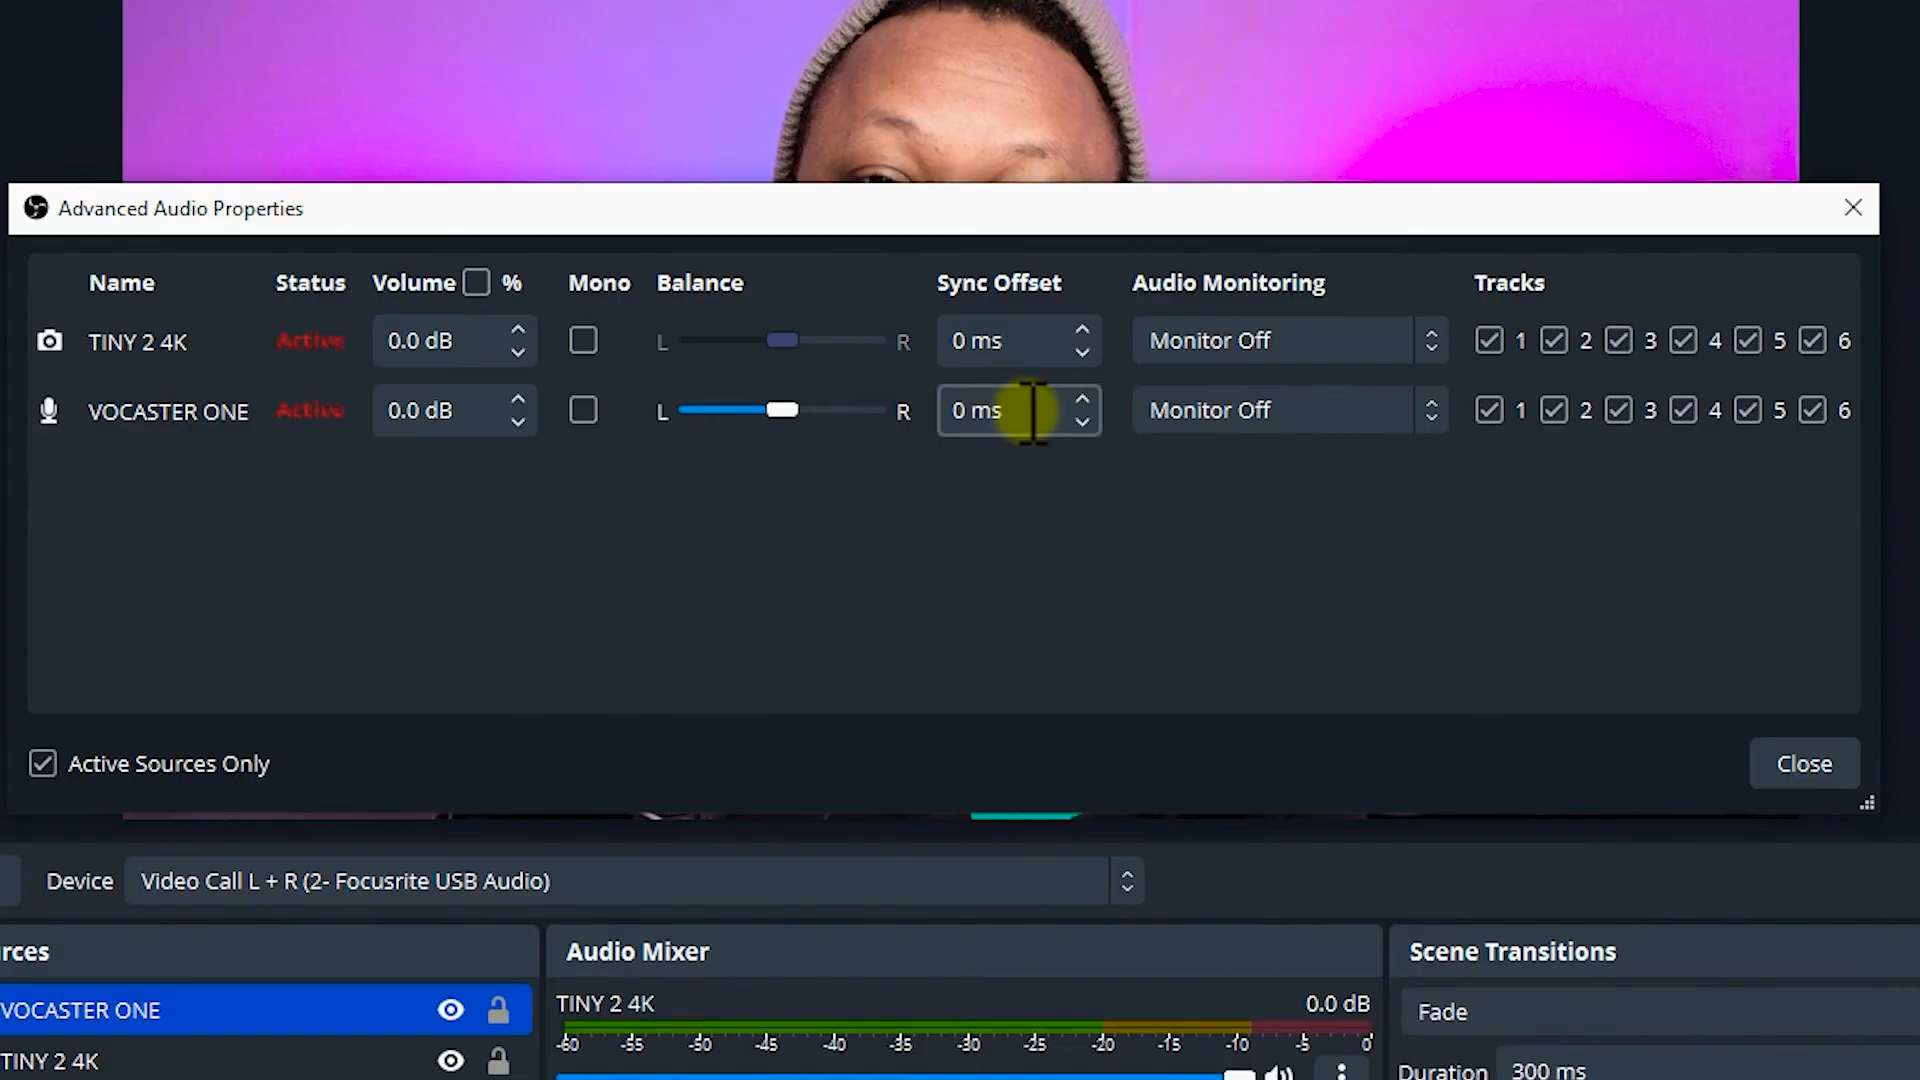 Advanced Audio Properties
Name Status Volume % Mono Balance Sync Offset Audio Monitoring Tracks
TINY 2 4K Active 0.0 dB L R 0 ms Monitor Off 1 2 3 4 5 6
VOCASTER ONE Active 0.0 dB L R 0 ms Monitor Off 1 2 3 4 5 6
Active Sources Only Close
Device Video Call L + R (2- Focusrite USB Audio)
rces Audio Mixer Scene Transitions
VOCASTER ONE TINY 2 4K 0.0 dB Fade
-60 -55 -50 -45 -40 -35 -30 -25 -20 -15 -10 -5 0
TINY 2 4K Duration 300 ms